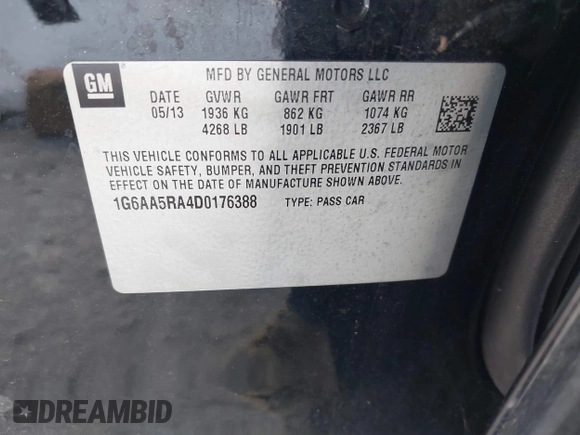 GM
MFD BY GENERAL MOTORS LLC
DATE GVWR GAWR FRT GAWR RR
05/13 1936 KG 862 KG 1074 KG
4268 LB 1901 LB 2367 LB
THIS VEHICLE CONFORMS TO ALL APPLICABLE U.S. FEDERAL MOTOR
VEHICLE SAFETY, BUMPER, AND THEFT PREVENTION STANDARDS IN
EFFECT ON THE DATE OF MANUFACTURE SHOWN ABOVE.
1G6AA5RA4D0176388 TYPE: PASS CAR
DREAMBID